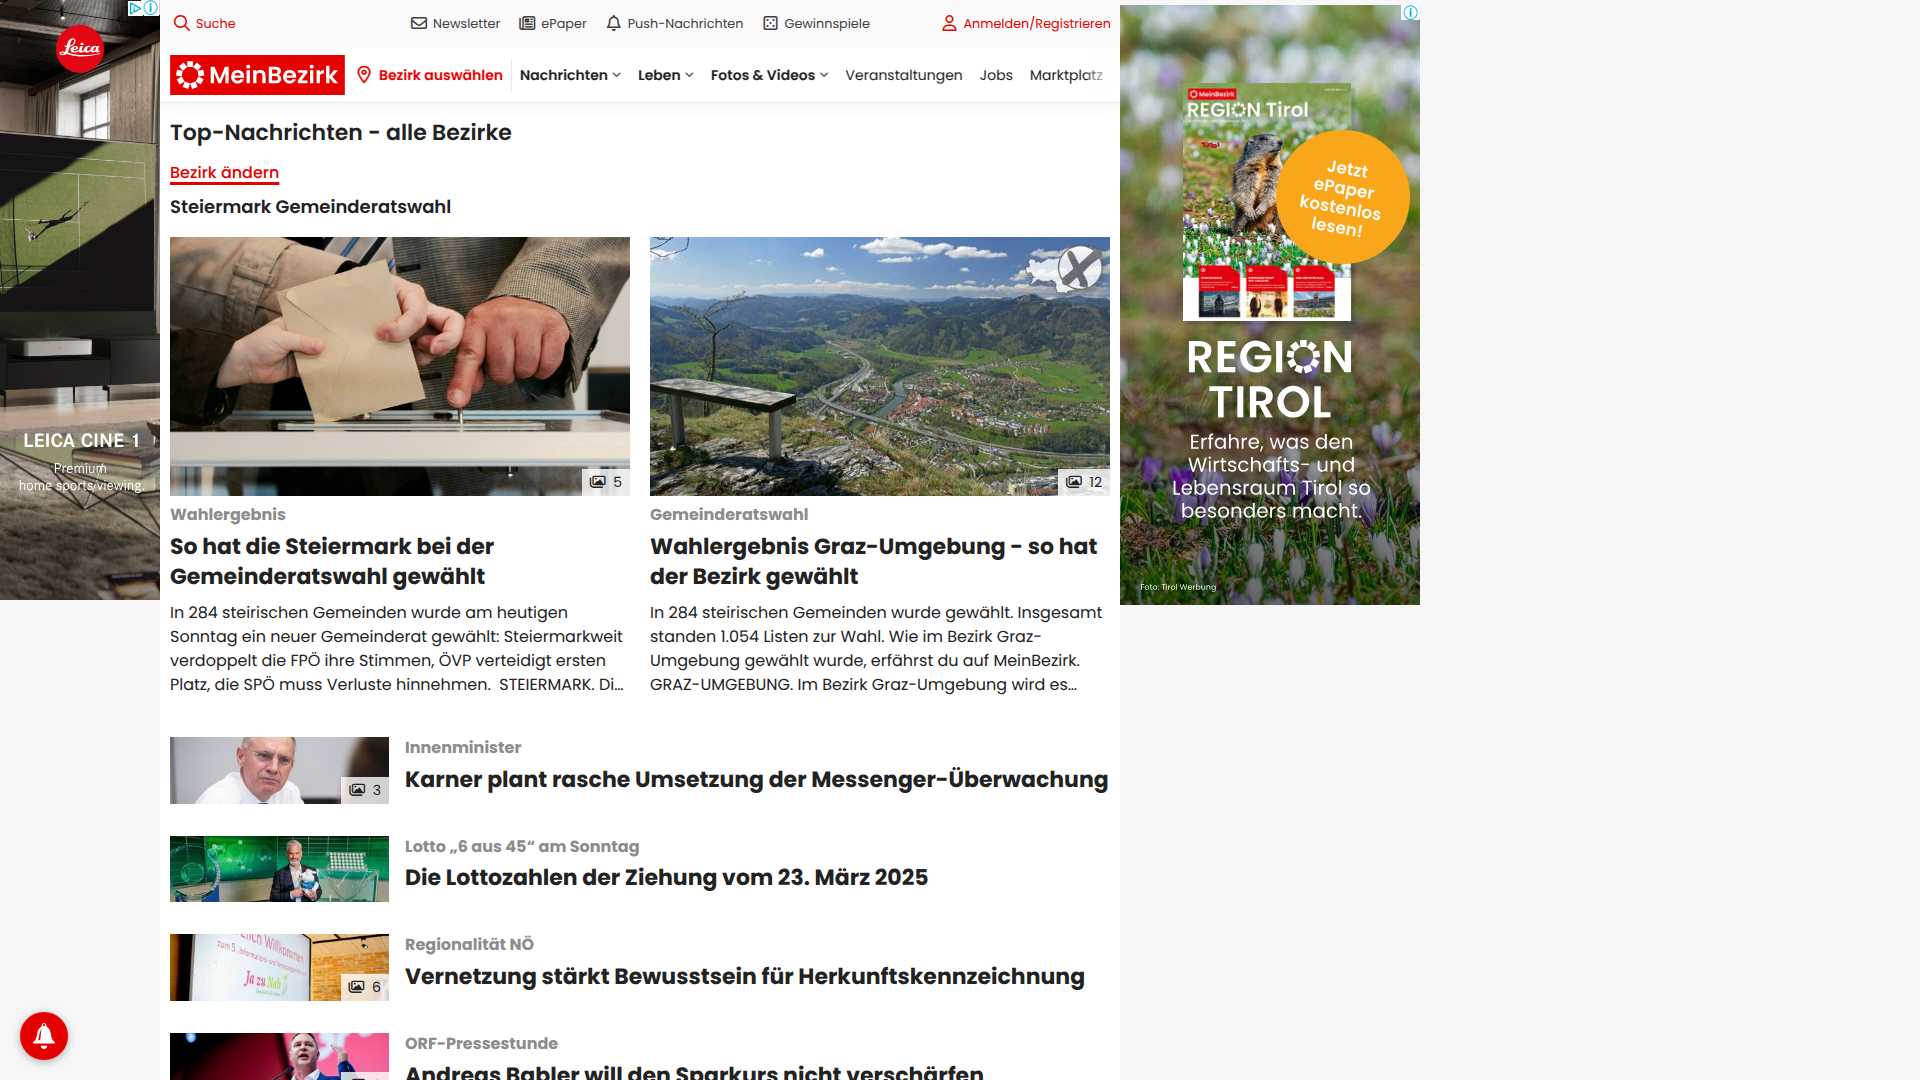 Leica
LEICA CINE 1
Premium
home sports viewing.
Suche
Newsletter
ePaper
Push-Nachrichten
Gewinnspiele
Anmelden/Registrieren
MeinBezirk
Bezirk auswählen
Nachrichten
Leben
Fotos & Videos
Veranstaltungen
Jobs
Marktplatz
Top-Nachrichten - alle Bezirke
Bezirk ändern
Steiermark Gemeinderatswahl
5
Wahlergebnis
So hat die Steiermark bei der
Gemeinderatswahl gewählt
In 284 steirischen Gemeinden wurde am heutigen
Sonntag ein neuer Gemeinderat gewählt: Steiermarkweit
verdoppelt die FPÖ ihre Stimmen, ÖVP verteidigt ersten
Platz, die SPÖ muss Verluste hinnehmen. STEIERMARK. Di...
12
Gemeinderatswahl
Wahlergebnis Graz-Umgebung - so hat
der Bezirk gewählt
In 284 steirischen Gemeinden wurde gewählt. Insgesamt
standen 1.054 Listen zur Wahl. Wie im Bezirk Graz-
Umgebung gewählt wurde, erfährst du auf MeinBezirk.
GRAZ-UMGEBUNG. Im Bezirk Graz-Umgebung wird es...
3
Innenminister
Karner plant rasche Umsetzung der Messenger-Überwachung
Lotto „6 aus 45“ am Sonntag
Die Lottozahlen der Ziehung vom 23. März 2025
Willkommen
Ja zu Nah
6
Regionalität NÖ
Vernetzung stärkt Bewusstsein für Herkunftskennzeichnung
ORF-Pressestunde
Andreas Babler will den Sparkurs nicht verschärfen
MeinBezirk
REGION Tirol
Tirol
Jetzt
ePaper
kostenlos
lesen!
REGION
TIROL
Erfahre, was den
Wirtschafts- und
Lebensraum Tirol so
besonders macht.
Foto: Tirol Werbung